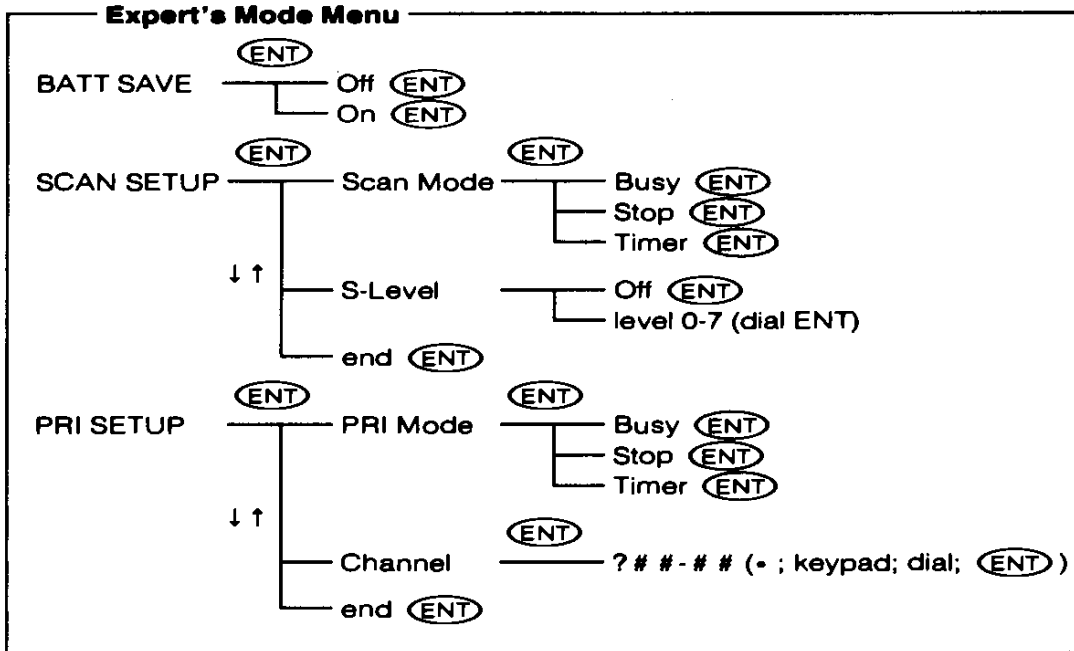 Expert's Mode Menu
ENT
BATT SAVE Off ENT
On ENT
ENT ENT
SCAN SETUP Scan Mode Busy ENT
Stop ENT
Timer ENT
↓ ↑
S-Level Off ENT
level 0-7 (dial ENT)
end ENT
ENT ENT
PRI SETUP PRI Mode Busy ENT
Stop ENT
Timer ENT
↓ ↑
ENT
Channel ?# #-# # (• ; keypad; dial; ENT )
end ENT